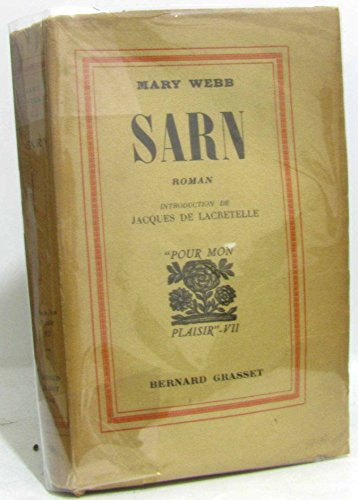 MARY WEBB
SARN
ROMAN
INTRODUCTION DE
JACQUES DE LACRETELLE
"POUR MON
PLAISIR"-VII
BERNARD GRASSET